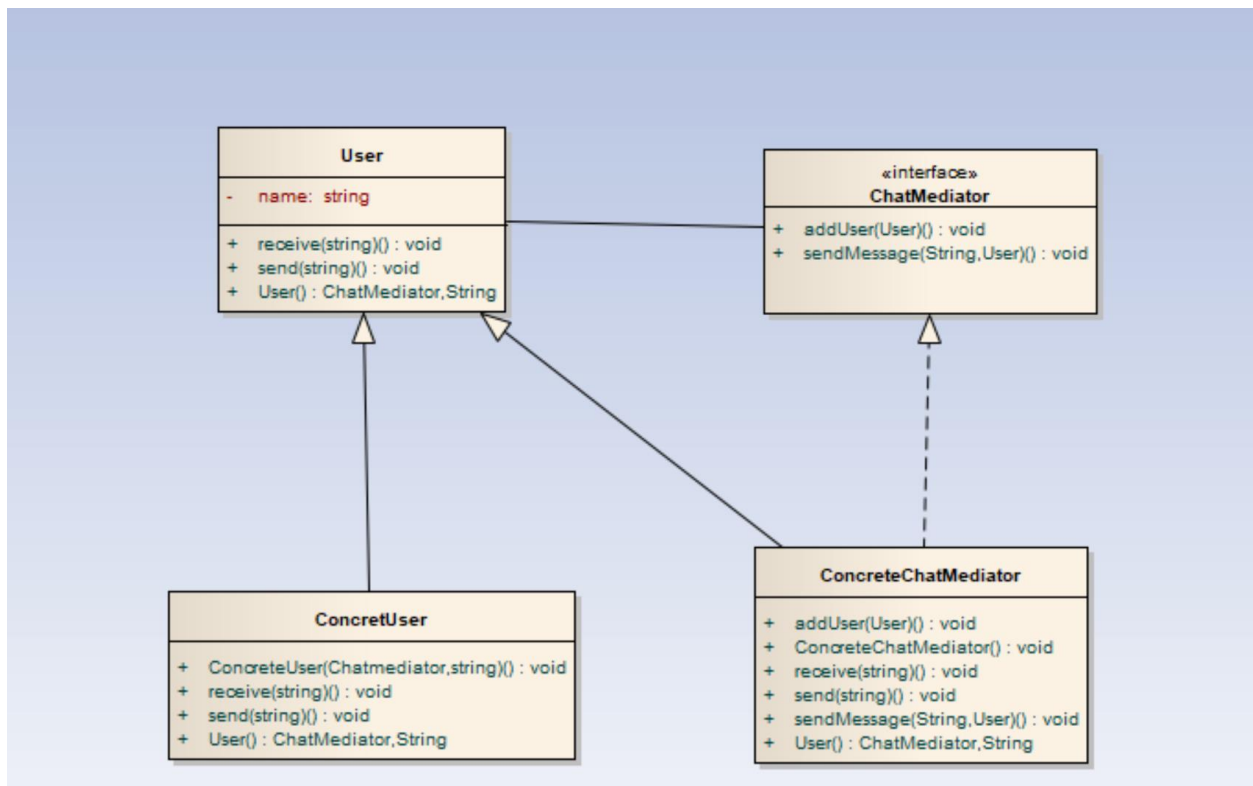 User
- name: string
+ receive(string)() : void
+ send(string)() : void
+ User() : ChatMediator,String
«interface»
ChatMediator
+ addUser(User)() : void
+ sendMessage(String,User)() : void
ConcretUser
+ ConcreteUser(Chatmediator,string)() : void
+ receive(string)() : void
+ send(string)() : void
+ User() : ChatMediator,String
ConcreteChatMediator
+ addUser(User)() : void
+ ConcreteChatMediator() : void
+ receive(string)() : void
+ send(string)() : void
+ sendMessage(String,User)() : void
+ User() : ChatMediator,String